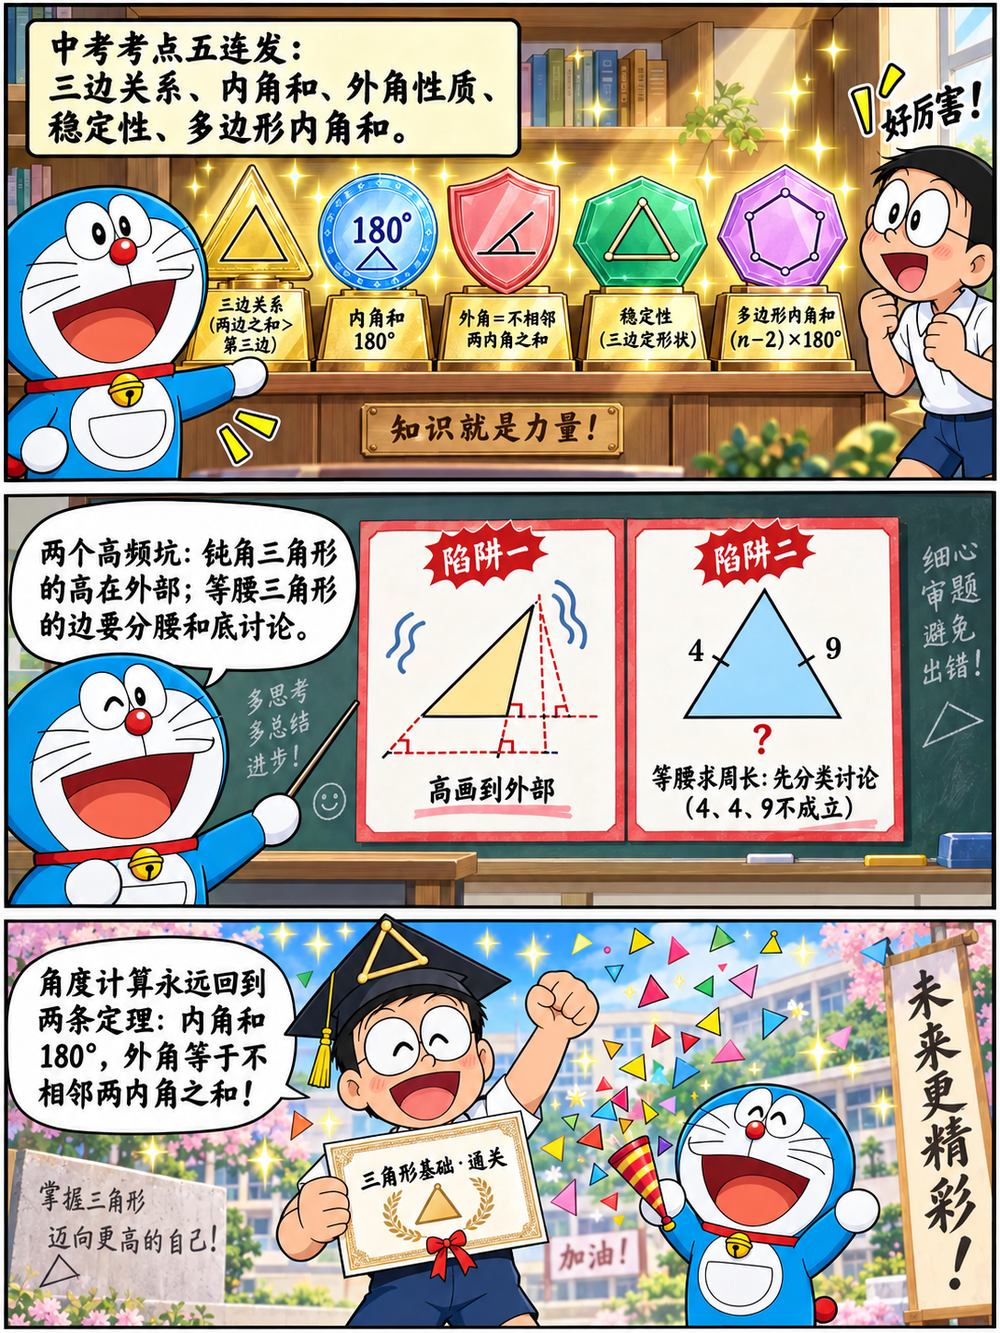 中考考点五连发：
三边关系、内角和、外角性质、
稳定性、多边形内角和。
好厉害！
180°
三边关系
（两边之和>
第三边）
内角和
180°
外角＝不相邻
两内角之和
稳定性
（三边定形状）
多边形内角和
(n−2)×180°
知识就是力量！
两个高频坑：钝角三角形
的高在外部；等腰三角形
的边要分腰和底讨论。
多思考
多总结
进步！
陷阱一
高画到外部
陷阱二
4
9
？
等腰求周长：先分类讨论
（4、4、9不成立）
细心
审题
避免
出错！
角度计算永远回到
两条定理：内角和
180°，外角等于不
相邻两内角之和！
三角形基础·通关
掌握三角形
迈向更高的自己！
加油！
未来更精彩！